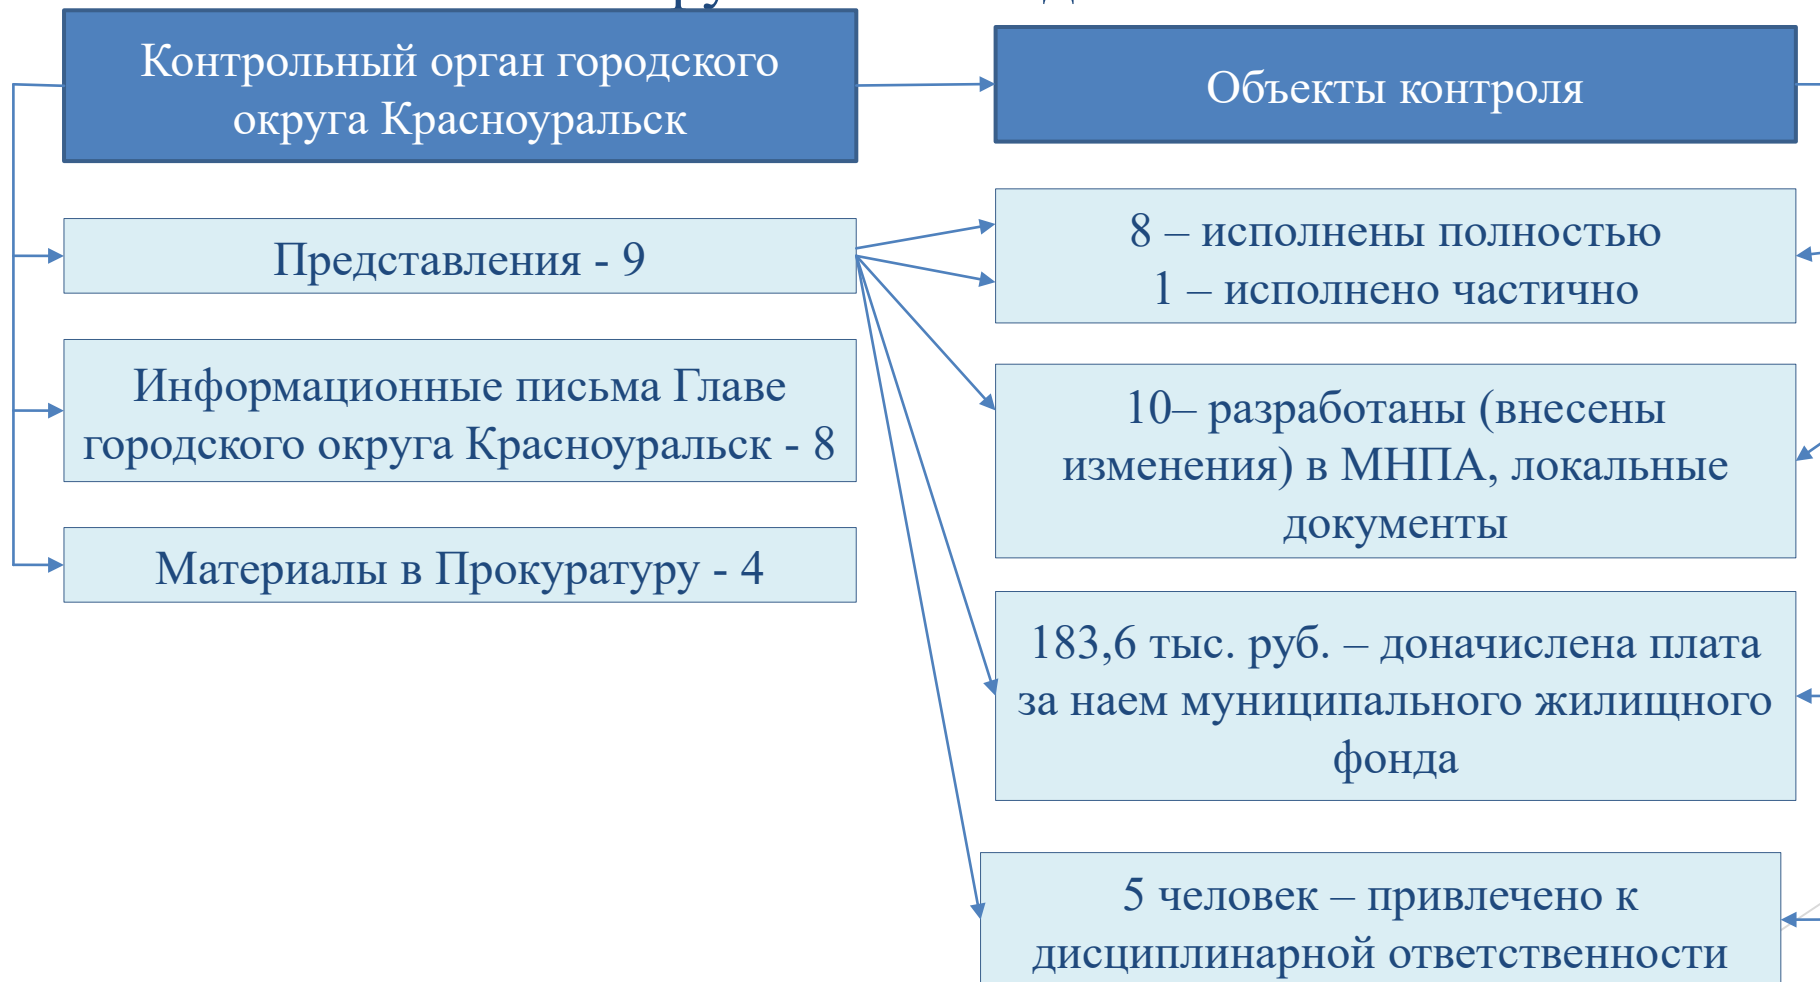 Контрольный орган городского
округа Красноуральск
Объекты контроля
Представления - 9
Информационные письма Главе
городского округа Красноуральск - 8
Материалы в Прокуратуру - 4
8 – исполнены полностью
1 – исполнено частично
10– разработаны (внесены
изменения) в МНПА, локальные
документы
183,6 тыс. руб. – доначислена плата
за наем муниципального жилищного
фонда
5 человек – привлечено к
дисциплинарной ответственности